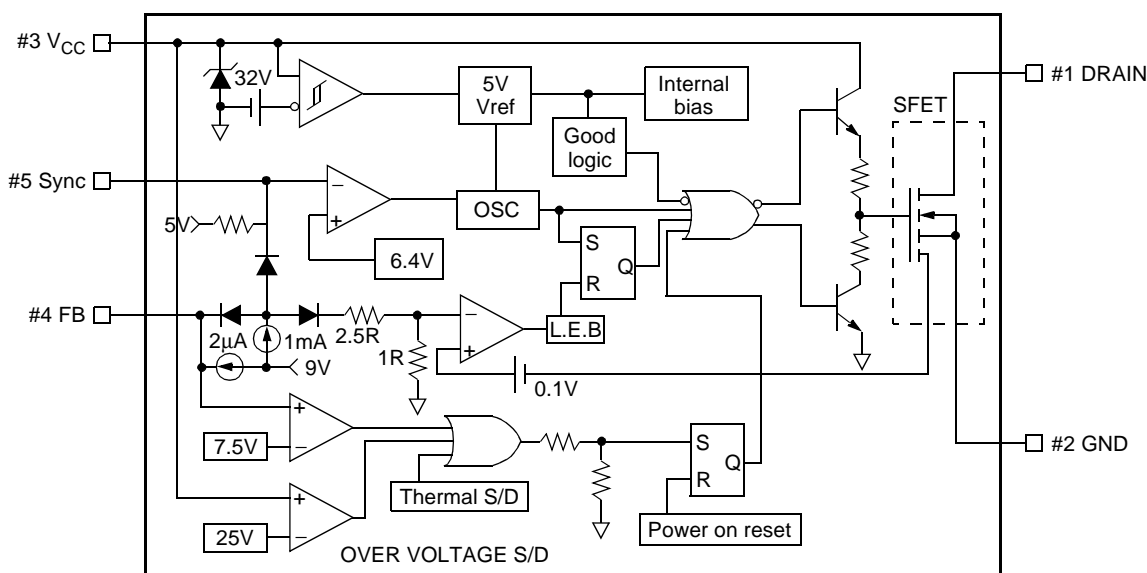 #3 VCC
32V
5V
Vref
Internal
bias
#1 DRAIN
SFET
Good
logic
#5 Sync
−
+
OSC
5V
6.4V
S
R
Q
#4 FB
2μA
1mA
9V
2.5R
1R
−
+
L.E.B
0.1V
+
−
7.5V
Thermal S/D
S
R
Q
#2 GND
+
−
25V
Power on reset
OVER VOLTAGE S/D